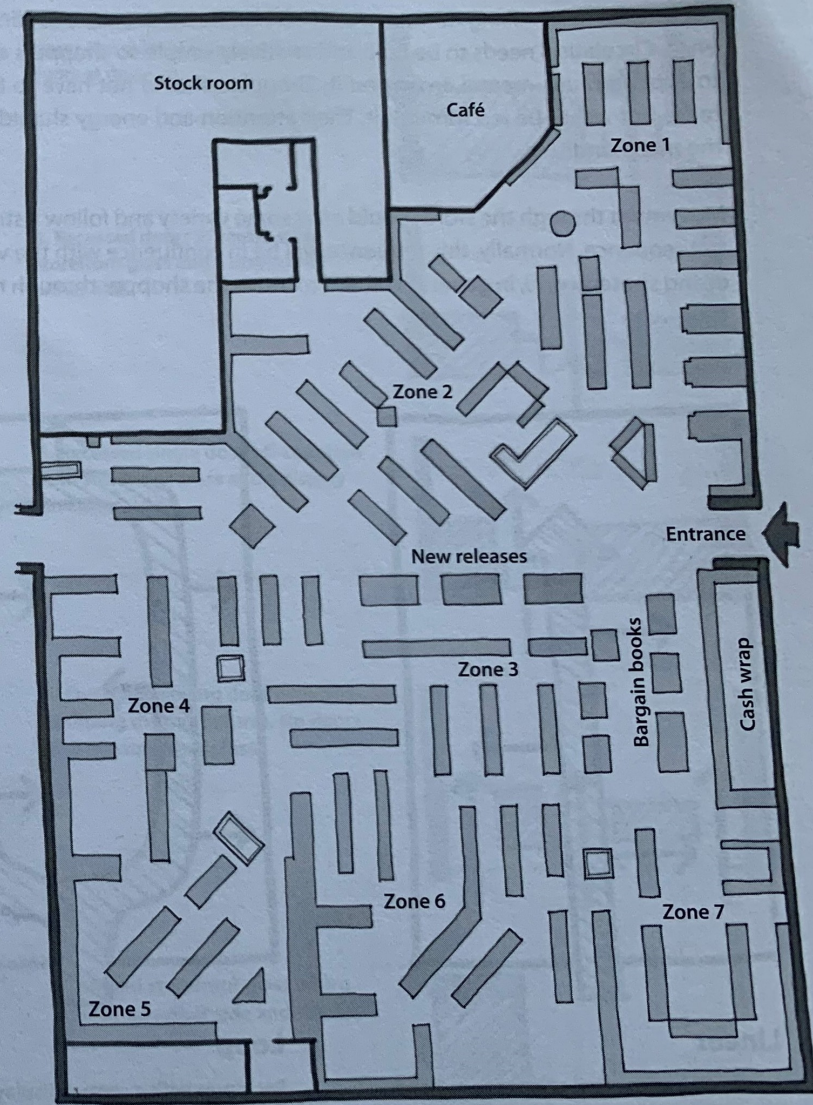 Stock room
Café
Zone 1
Zone 2
Entrance
New releases
Zone 3
Bargain books
Cash wrap
Zone 4
Zone 6
Zone 7
Zone 5